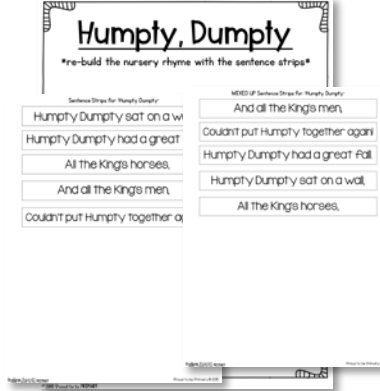 Humpty, Dumpty
*re-build the nursery rhyme with the sentence strips*
Sentence Strips for "Humpty Dumpty"
Humpty Dumpty sat on a
Humpty Dumpty had a great
All the King's horses,
And all the King's men,
Couldn't put Humpty together
MIXED UP Sentence Strips for "Humpty Dumpty"
And all the King's men,
Couldn't put Humpty together again!
Humpty Dumpty had a great fall.
Humpty Dumpty sat on a wall,
All the King's horses,